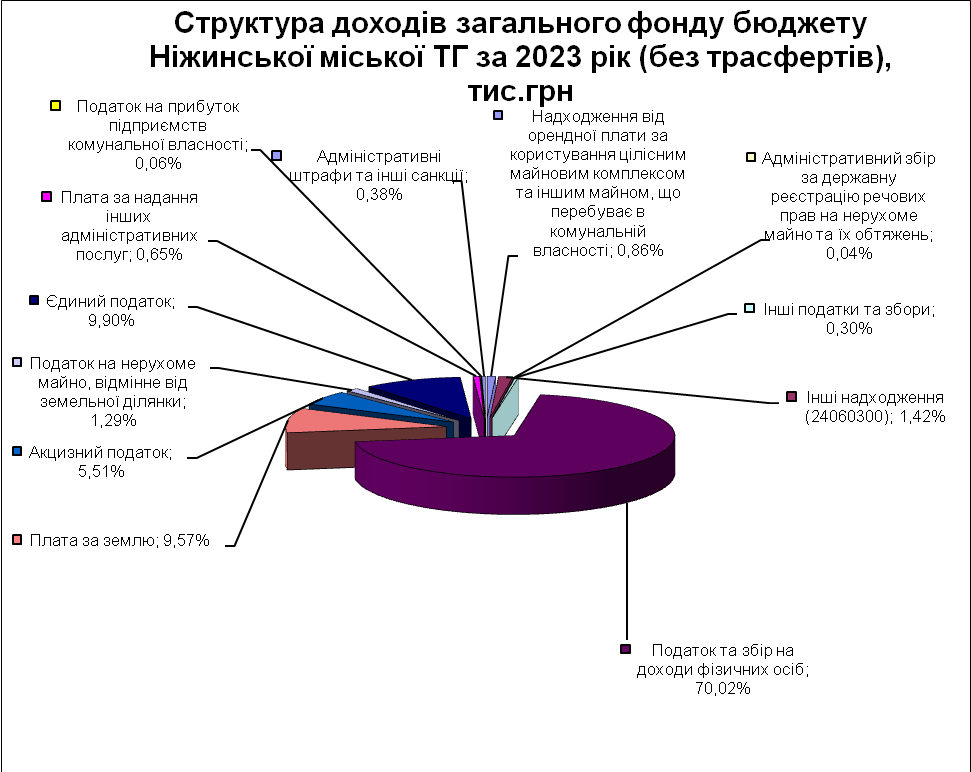 Структура доходів загального фонду бюджету
Ніжинської міської ТГ за 2023 рік (без трасфертів),
тис.грн
Податок на прибуток
підприємств
комунальної власності;
0,06%
Адміністративні
штрафи та інші санкції;
0,38%
Надходження від
орендної плати за
користування цілісним
майновим комплексом
та іншим майном, що
перебуває в
комунальній
власності; 0,86%
Адміністративний збір
за державну
реєстрацію речових
прав на нерухоме
майно та їх обтяжень;
0,04%
Плата за надання
інших
адміністративних
послуг; 0,65%
Єдиний податок;
9,90%
Інші податки та збори;
0,30%
Податок на нерухоме
майно, відмінне від
земельної ділянки;
1,29%
Інші надходження
(24060300); 1,42%
Акцизний податок;
5,51%
Плата за землю; 9,57%
Податок та збір на
доходи фізичних осіб;
70,02%